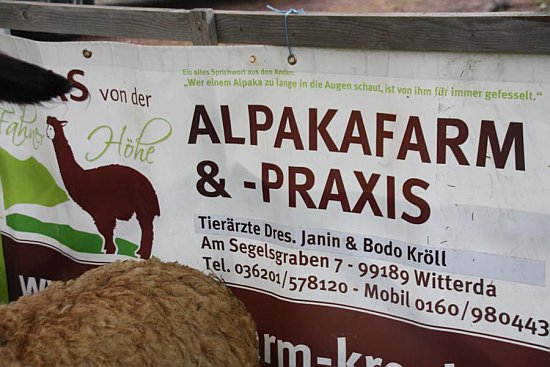 AS von der
Fahner Höhe
Ein altes Sprichwort aus den Anden:
„Wer einem Alpaka zu lange in die Augen schaut, ist von ihm für immer gefesselt."
ALPAKAFARM
& -PRAXIS
Tierärzte Dres. Janin & Bodo Kröll
Am Segelsgraben 7 - 99189 Witterda
Tel. 036201/578120 - Mobil 0160/980443